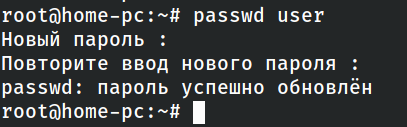 root@home-pc:~# passwd user
Новый пароль :
Повторите ввод нового пароля :
passwd: пароль успешно обновлён
root@home-pc:~#